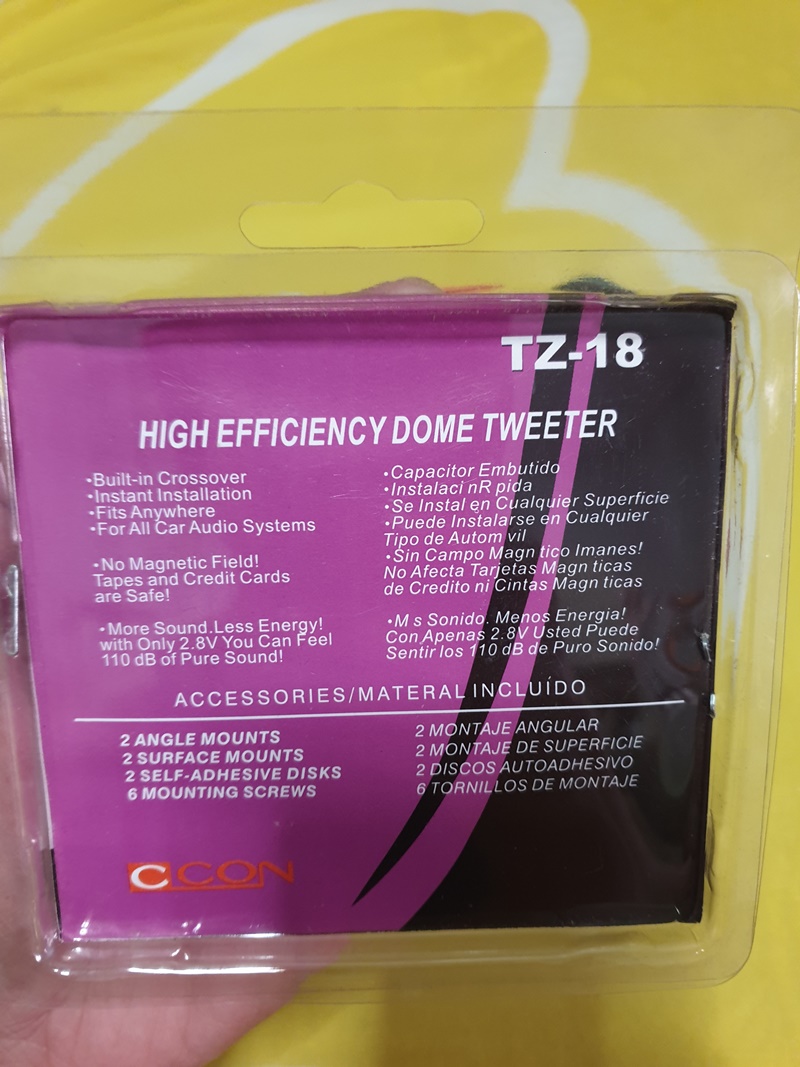 TZ-18
HIGH EFFICIENCY DOME TWEETER
•Built-in Crossover
•Instant Installation
•Fits Anywhere
•For All Car Audio Systems
•No Magnetic Field!
Tapes and Credit Cards
are Safe!
•More Sound.Less Energy!
with Only 2.8V You Can Feel
110 dB of Pure Sound!
•Capacitor Embutido
•Instalaci nR pida
•Se Instal en Cualquier Superficie
•Puede Instalarse en Cualquier
Tipo de Autom vil
•Sin Campo Magn tico Imanes!
No Afecta Tarjetas Magn ticas
de Credito ni Cintas Magn ticas
•M s Sonido. Menos Energia!
Con Apenas 2.8V Usted Puede
Sentir los 110 dB de Puro Sonido!
ACCESSORIES/MATERAL INCLUÍDO
2 ANGLE MOUNTS
2 SURFACE MOUNTS
2 SELF-ADHESIVE DISKS
6 MOUNTING SCREWS
2 MONTAJE ANGULAR
2 MONTAJE DE SUPERFICIE
2 DISCOS AUTOADHESIVO
6 TORNILLOS DE MONTAJE
C CON